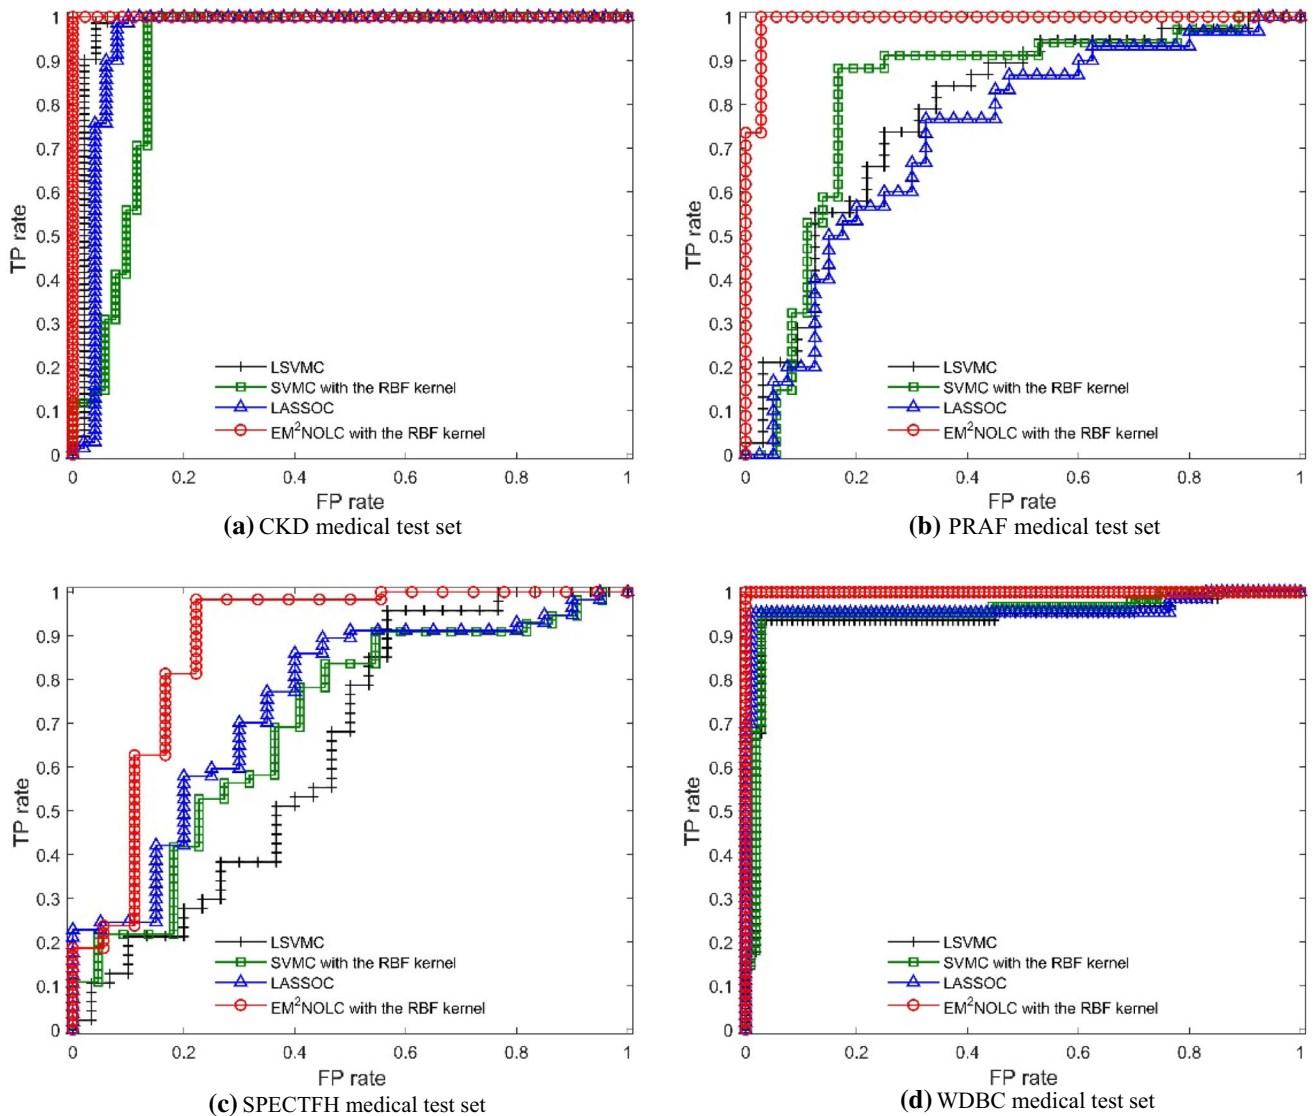 1
0.9
0.8
0.7
0.6
0.5
0.4
0.3
0.2
0.1
0
TP rate
LSVMC
SVMC with the RBF kernel
LASSOC
EM²NOLC with the RBF kernel
0 0.2 0.4 0.6 0.8 1
FP rate
(a) CKD medical test set
1
0.9
0.8
0.7
0.6
0.5
0.4
0.3
0.2
0.1
0
TP rate
LSVMC
SVMC with the RBF kernel
LASSOC
EM²NOLC with the RBF kernel
0 0.2 0.4 0.6 0.8 1
FP rate
(b) PRAF medical test set
1
0.9
0.8
0.7
0.6
0.5
0.4
0.3
0.2
0.1
0
TP rate
LSVMC
SVMC with the RBF kernel
LASSOC
EM²NOLC with the RBF kernel
0 0.2 0.4 0.6 0.8 1
FP rate
(c) SPECTFH medical test set
1
0.9
0.8
0.7
0.6
0.5
0.4
0.3
0.2
0.1
0
TP rate
LSVMC
SVMC with the RBF kernel
LASSOC
EM²NOLC with the RBF kernel
0 0.2 0.4 0.6 0.8 1
FP rate
(d) WDBC medical test set